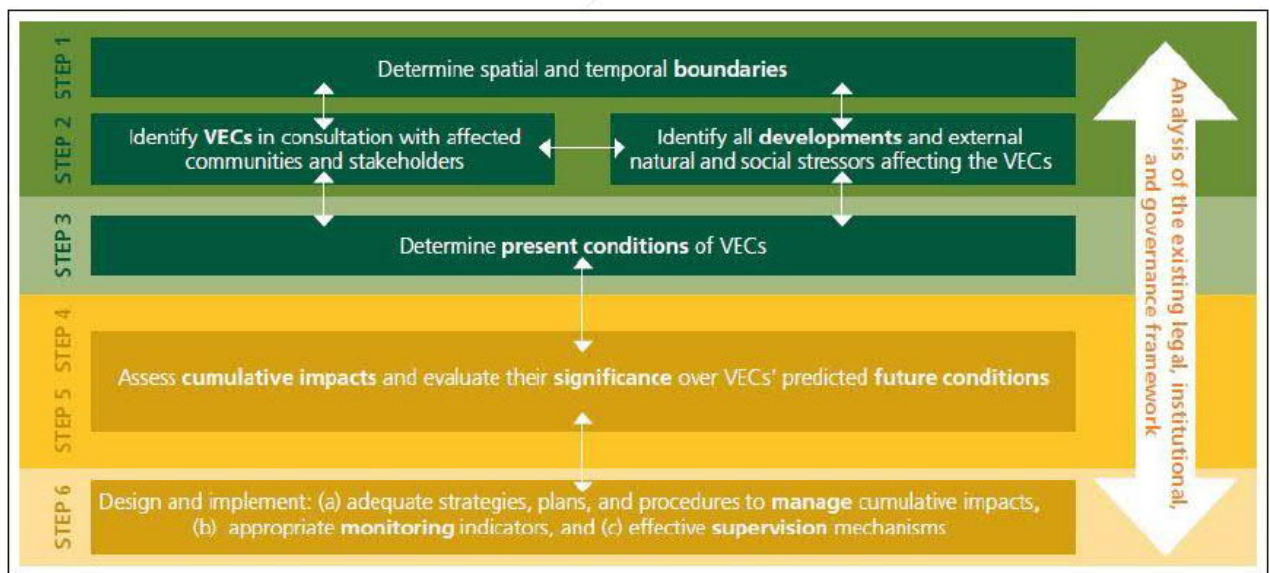 STEP 1
Determine spatial and temporal boundaries
STEP 2
Identify VECs in consultation with affected
communities and stakeholders
Identify all developments and external
natural and social stressors affecting the VECs
STEP 3
Determine present conditions of VECs
STEP 4
STEP 5
Assess cumulative impacts and evaluate their significance over VECs' predicted future conditions
STEP 6
Design and implement: (a) adequate strategies, plans, and procedures to manage cumulative impacts,
(b) appropriate monitoring indicators, and (c) effective supervision mechanisms
Analysis of the existing legal, institutional,
and governance framework